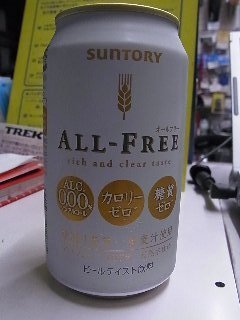 SUNTORY
オールフリー
ALL-FREE
rich and clear taste
ALC.
0.00%
カロリー
ゼロ
糖質
ゼロ
ビールテイスト飲料
TREK